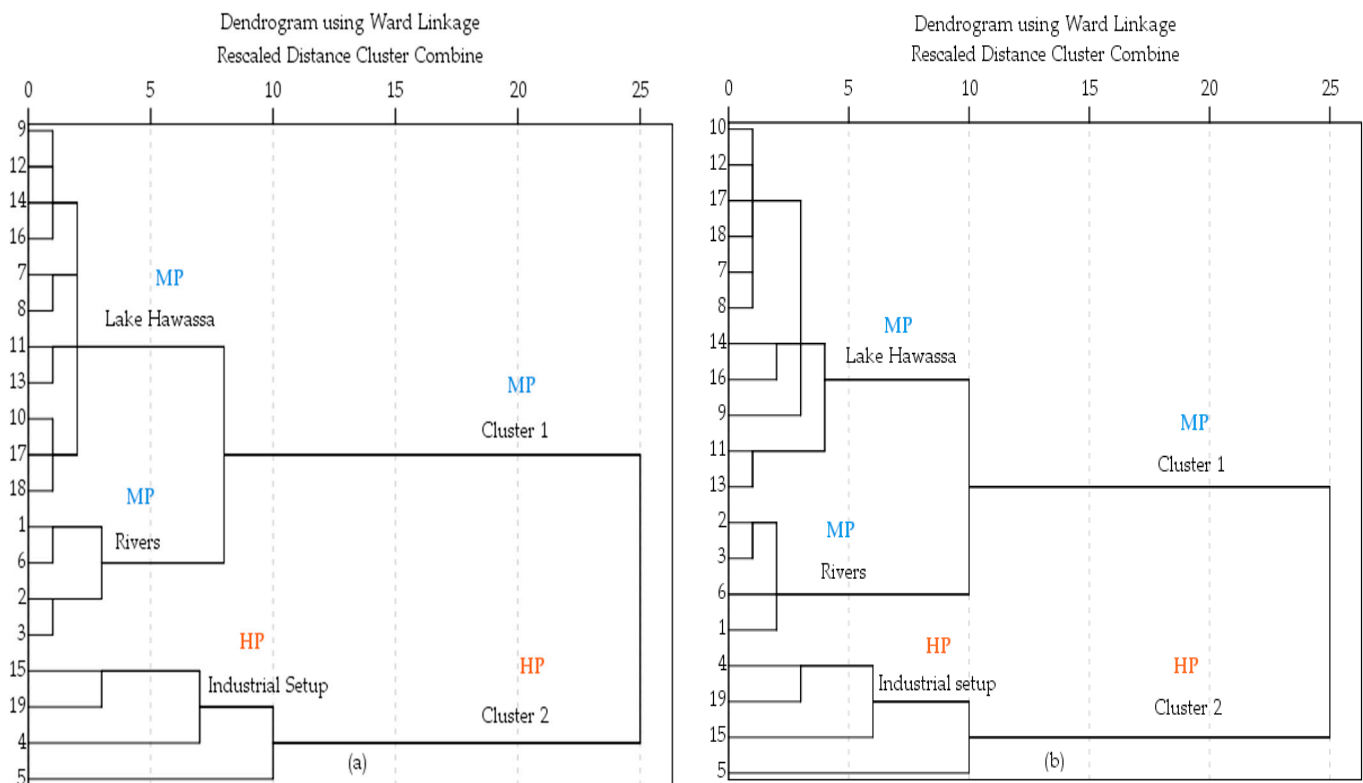 Dendrogram using Ward Linkage
Rescaled Distance Cluster Combine
0 5 10 15 20 25
9
12
14
16
7
MP
8
Lake Hawassa
11
13
MP
10
Cluster 1
17
18
MP
1
Rivers
6
2
3
HP
15
HP
Industrial Setup
19
Cluster 2
4
(a)
5
Dendrogram using Ward Linkage
Rescaled Distance Cluster Combine
0 5 10 15 20 25
10
12
17
18
7
8
MP
14
Lake Hawassa
16
9
MP
11
Cluster 1
13
2
MP
3
Rivers
6
1
HP
4
HP
Industrial setup
19
Cluster 2
15
(b)
5